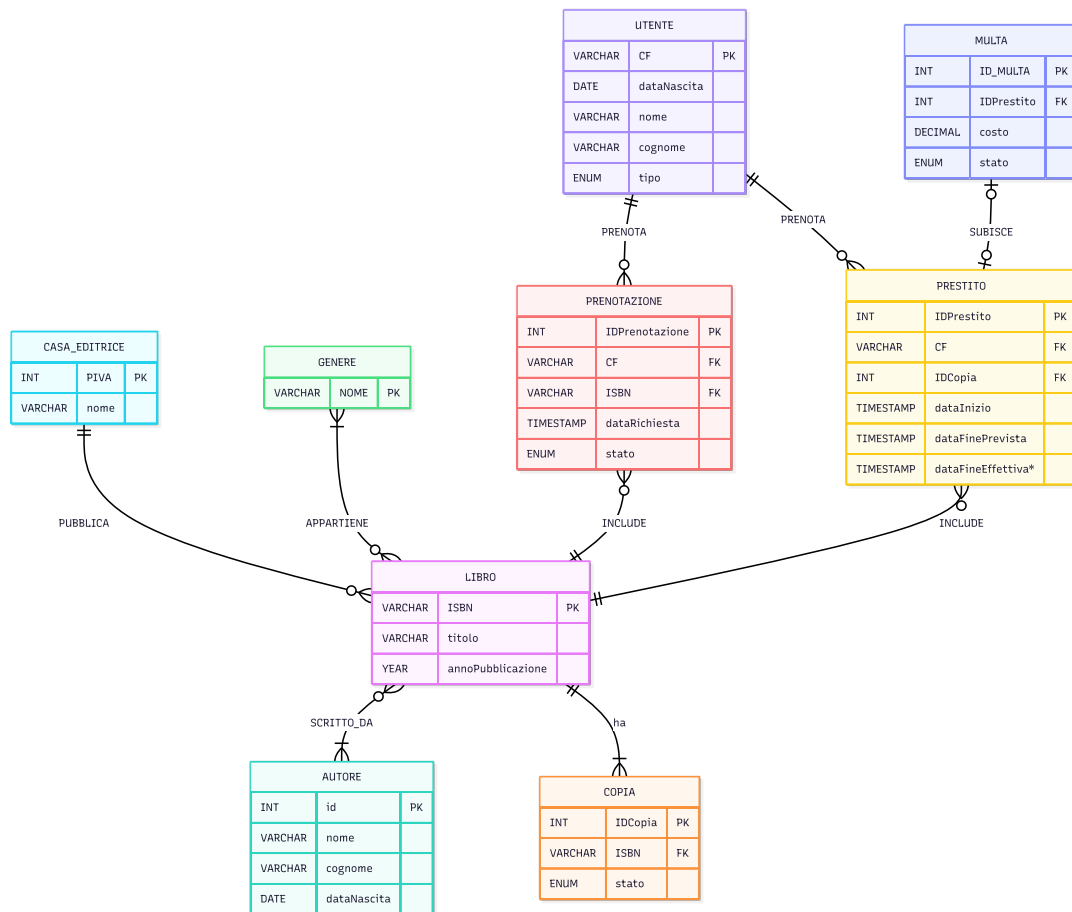 UTENTE
VARCHAR CF PK
DATE dataNascita
VARCHAR nome
VARCHAR cognome
ENUM tipo
MULTA
INT ID_MULTA PK
INT IDPrestito FK
DECIMAL costo
ENUM stato
PRENOTA
PRENOTA
SUBISCE
PRENOTAZIONE
INT IDPrenotazione PK
VARCHAR CF FK
VARCHAR ISBN FK
TIMESTAMP dataRichiesta
ENUM stato
PRESTITO
INT IDPrestito PK
VARCHAR CF FK
INT IDCopia FK
TIMESTAMP dataInizio
TIMESTAMP dataFinePrevista
TIMESTAMP dataFineEffettiva*
CASA_EDITRICE
INT PIVA PK
VARCHAR nome
GENERE
VARCHAR NOME PK
PUBBLICA
APPARTIENE
INCLUDE
INCLUDE
LIBRO
VARCHAR ISBN PK
VARCHAR titolo
YEAR annoPubblicazione
SCRITTO_DA
ha
AUTORE
INT id PK
VARCHAR nome
VARCHAR cognome
DATE dataNascita
COPIA
INT IDCopia PK
VARCHAR ISBN FK
ENUM stato